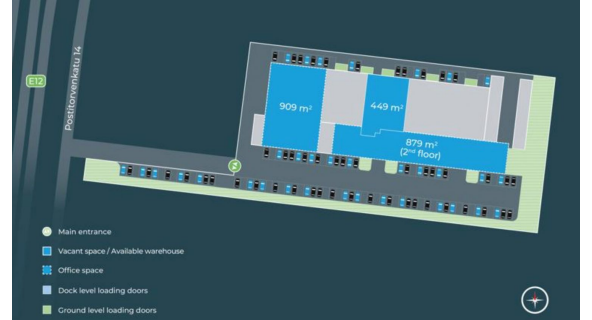 E12
Postitorvenkatu 14
909 m²
449 m²
879 m²
(2nd floor)
Main entrance
Vacant space / Available warehouse
Office space
Dock level loading doors
Ground level loading doors